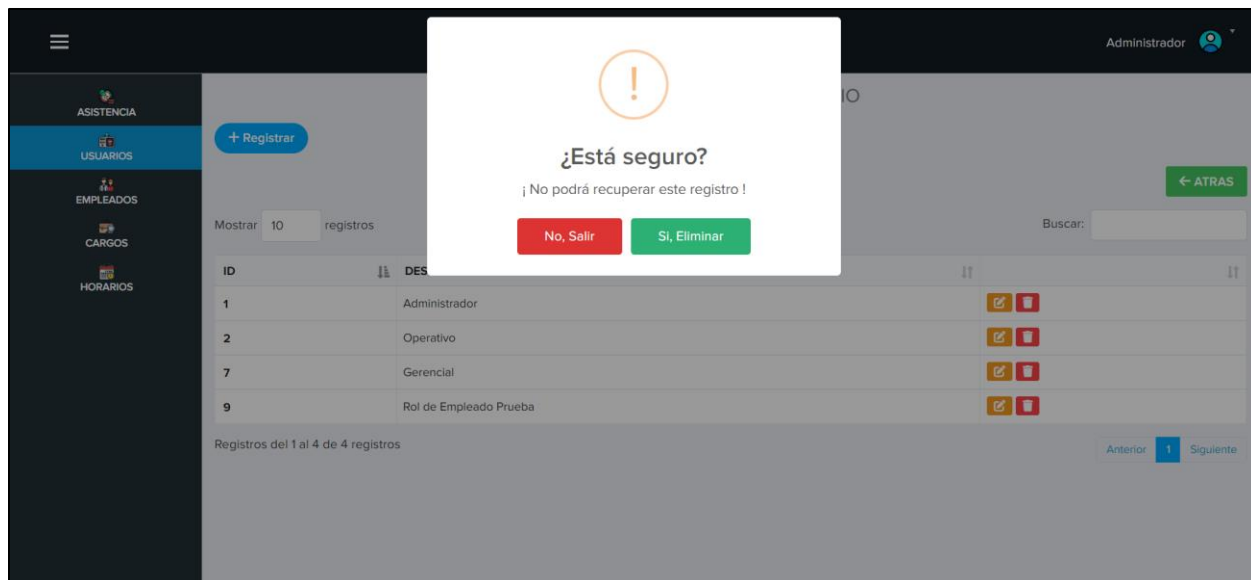 Administrador
ASISTENCIA
USUARIOS
EMPLEADOS
CARGOS
HORARIOS
IO
+ Registrar
!
¿Está seguro?
¡ No podrá recuperar este registro !
No, Salir
Si, Eliminar
← ATRAS
Mostrar 10 registros
Buscar:
ID DES
1 Administrador
2 Operativo
7 Gerencial
9 Rol de Empleado Prueba
Registros del 1 al 4 de 4 registros
Anterior 1 Siguiente